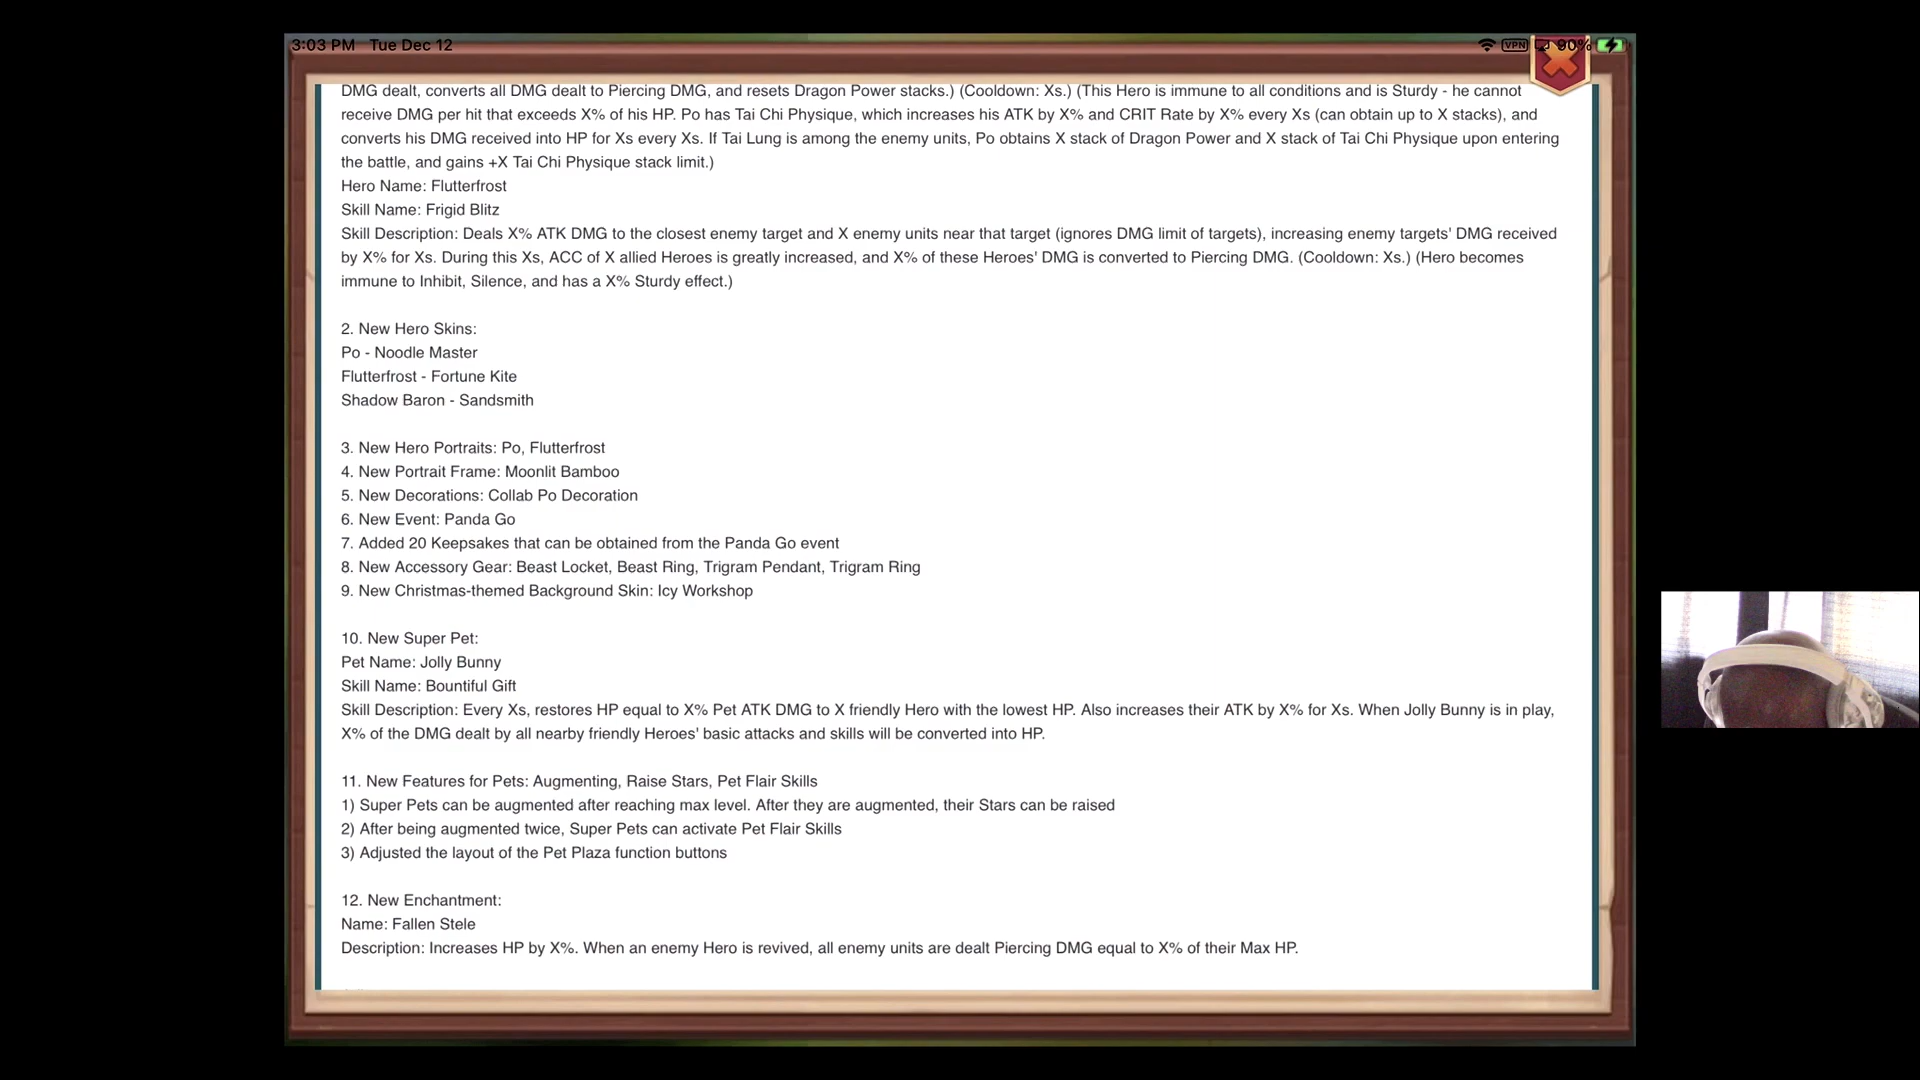 3:03 PM Tue Dec 12
VPN 90%
DMG dealt, converts all DMG dealt to Piercing DMG, and resets Dragon Power stacks.) (Cooldown: Xs.) (This Hero is immune to all conditions and is Sturdy - he cannot
receive DMG per hit that exceeds X% of his HP. Po has Tai Chi Physique, which increases his ATK by X% and CRIT Rate by X% every Xs (can obtain up to X stacks), and
converts his DMG received into HP for Xs every Xs. If Tai Lung is among the enemy units, Po obtains X stack of Dragon Power and X stack of Tai Chi Physique upon entering
the battle, and gains +X Tai Chi Physique stack limit.)
Hero Name: Flutterfrost
Skill Name: Frigid Blitz
Skill Description: Deals X% ATK DMG to the closest enemy target and X enemy units near that target (ignores DMG limit of targets), increasing enemy targets' DMG received
by X% for Xs. During this Xs, ACC of X allied Heroes is greatly increased, and X% of these Heroes' DMG is converted to Piercing DMG. (Cooldown: Xs.) (Hero becomes
immune to Inhibit, Silence, and has a X% Sturdy effect.)
2. New Hero Skins:
Po - Noodle Master
Flutterfrost - Fortune Kite
Shadow Baron - Sandsmith
3. New Hero Portraits: Po, Flutterfrost
4. New Portrait Frame: Moonlit Bamboo
5. New Decorations: Collab Po Decoration
6. New Event: Panda Go
7. Added 20 Keepsakes that can be obtained from the Panda Go event
8. New Accessory Gear: Beast Locket, Beast Ring, Trigram Pendant, Trigram Ring
9. New Christmas-themed Background Skin: Icy Workshop
10. New Super Pet:
Pet Name: Jolly Bunny
Skill Name: Bountiful Gift
Skill Description: Every Xs, restores HP equal to X% Pet ATK DMG to X friendly Hero with the lowest HP. Also increases their ATK by X% for Xs. When Jolly Bunny is in play,
X% of the DMG dealt by all nearby friendly Heroes' basic attacks and skills will be converted into HP.
11. New Features for Pets: Augmenting, Raise Stars, Pet Flair Skills
1) Super Pets can be augmented after reaching max level. After they are augmented, their Stars can be raised
2) After being augmented twice, Super Pets can activate Pet Flair Skills
3) Adjusted the layout of the Pet Plaza function buttons
12. New Enchantment:
Name: Fallen Stele
Description: Increases HP by X%. When an enemy Hero is revived, all enemy units are dealt Piercing DMG equal to X% of their Max HP.